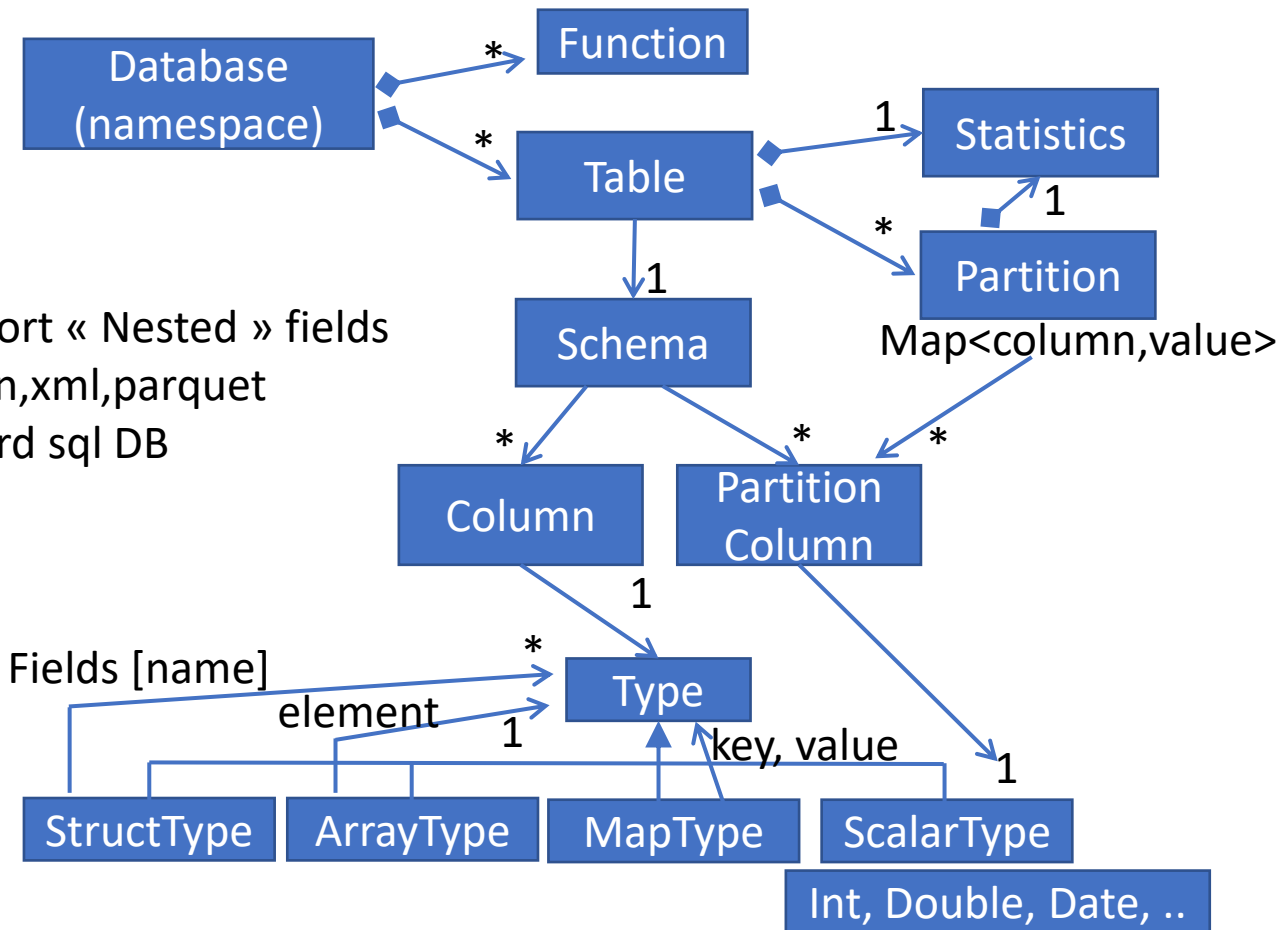 Database
(namespace)
*
Function
*
Table
1
Statistics
1
*
Partition
Map<column,value>
1
Schema
ort « Nested » fields
n,xml,parquet
rd sql DB
*
*
*
Column
Partition
Column
1
Fields [name]
*
Type
element
1
key, value
1
StructType
ArrayType
MapType
ScalarType
Int, Double, Date, ..